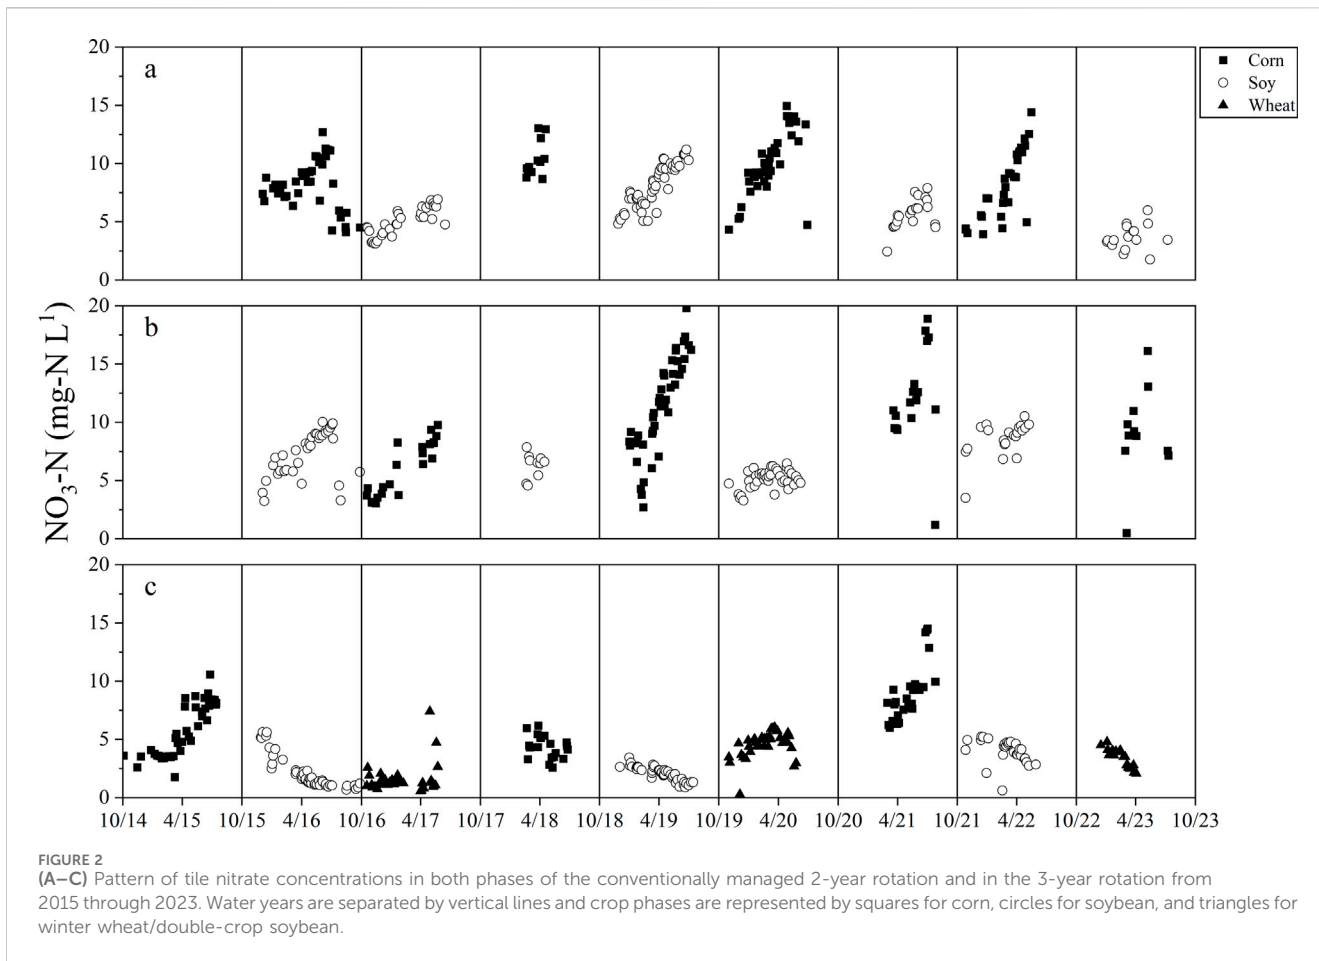 20
a
15
10
5
0
Corn
Soy
Wheat
20
b
15
10
5
0
NO3-N (mg-N L1)
20
c
15
10
5
0
10/14 4/15 10/15 4/16 10/16 4/17 10/17 4/18 10/18 4/19 10/19 4/20 10/20 4/21 10/21 4/22 10/22 4/23 10/23
FIGURE 2
(A–C) Pattern of tile nitrate concentrations in both phases of the conventionally managed 2-year rotation and in the 3-year rotation from
2015 through 2023. Water years are separated by vertical lines and crop phases are represented by squares for corn, circles for soybean, and triangles for
winter wheat/double-crop soybean.